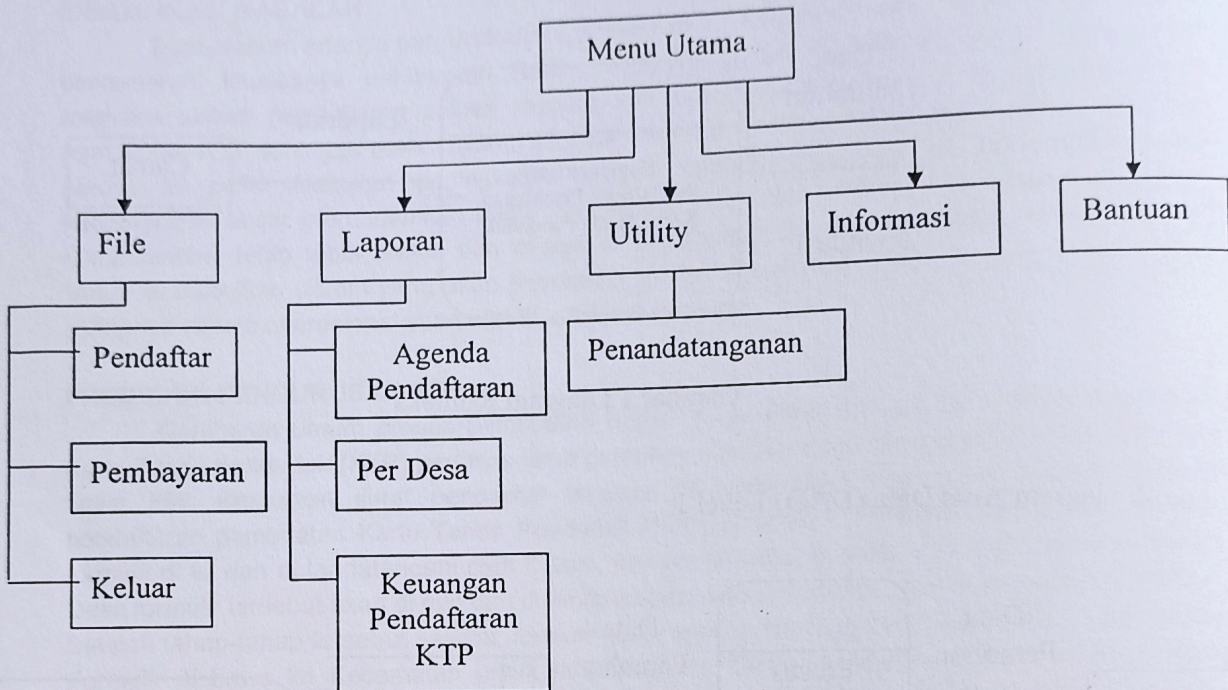 Menu Utama
File
Laporan
Utility
Informasi
Bantuan
Pendaftar
Agenda
Pendaftaran
Penandatanganan
Pembayaran
Per Desa
Keluar
Keuangan
Pendaftaran
KTP